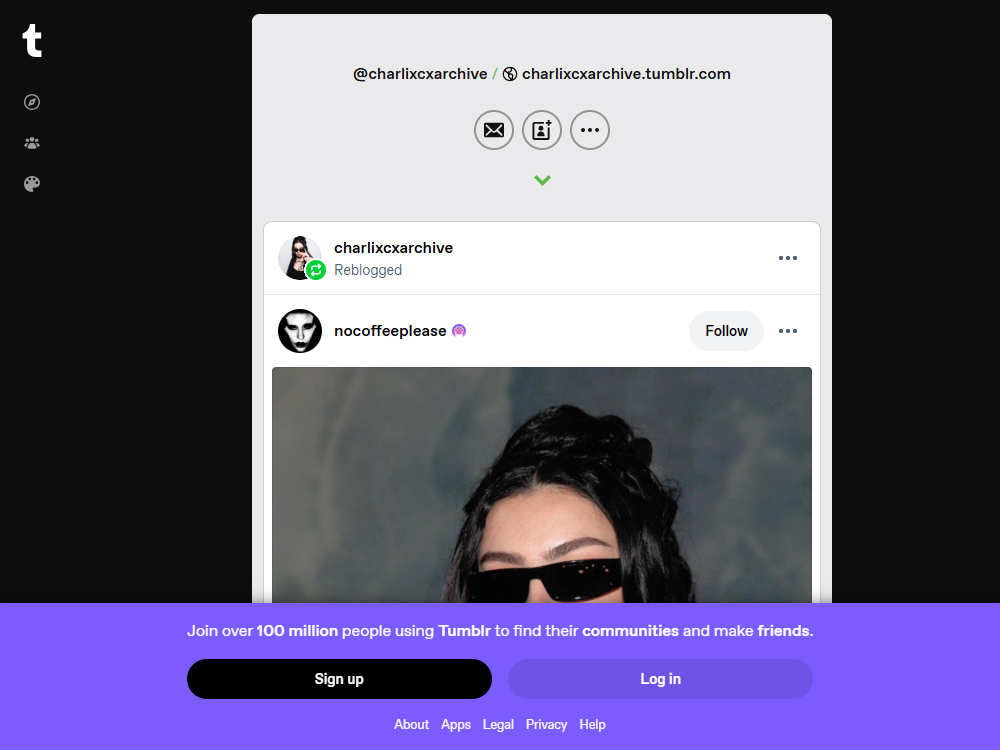 t
@charlixcxarchive / charlixcxarchive.tumblr.com
charlixcxarchive
Reblogged
nocoffeeplease
Follow
Join over 100 million people using Tumblr to find their communities and make friends.
Sign up
Log in
About Apps Legal Privacy Help